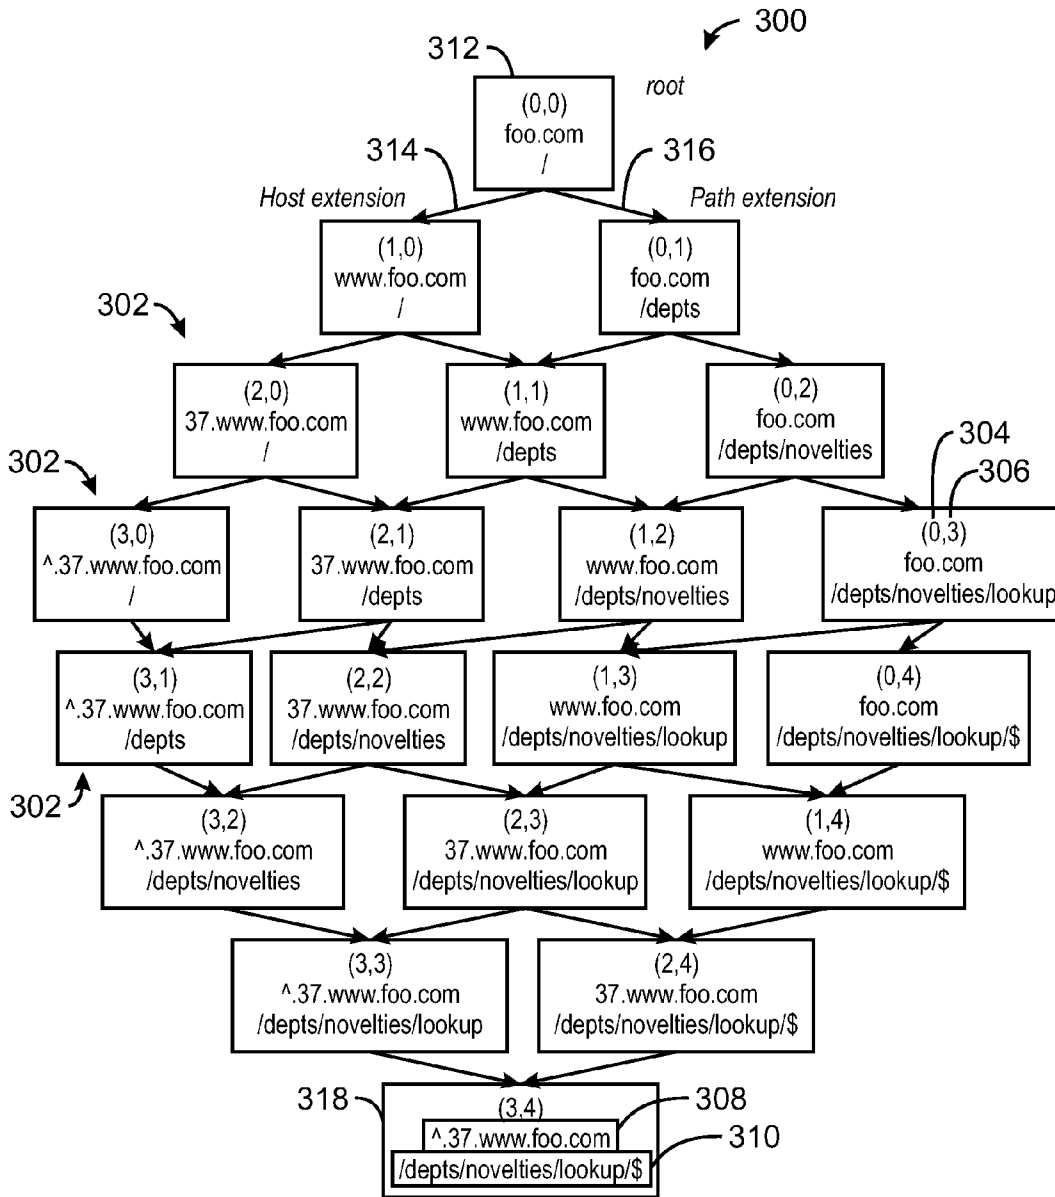 300
312
root
(0,0)
foo.com
/
314
316
Host extension
Path extension
(1,0)
www.foo.com
/
(0,1)
foo.com
/depts
302
(2,0)
37.www.foo.com
/
(1,1)
www.foo.com
/depts
(0,2)
foo.com
/depts/novelties
304
306
302
(3,0)
^.37.www.foo.com
/
(2,1)
37.www.foo.com
/depts
(1,2)
www.foo.com
/depts/novelties
(0,3)
foo.com
/depts/novelties/lookup
(3,1)
^.37.www.foo.com
/depts
(2,2)
37.www.foo.com
/depts/novelties
(1,3)
www.foo.com
/depts/novelties/lookup
(0,4)
foo.com
/depts/novelties/lookup/$
302
(3,2)
^.37.www.foo.com
/depts/novelties
(2,3)
37.www.foo.com
/depts/novelties/lookup
(1,4)
www.foo.com
/depts/novelties/lookup/$
(3,3)
^.37.www.foo.com
/depts/novelties/lookup
(2,4)
37.www.foo.com
/depts/novelties/lookup/$
318
(3,4)
308
^.37.www.foo.com
310
/depts/novelties/lookup/$